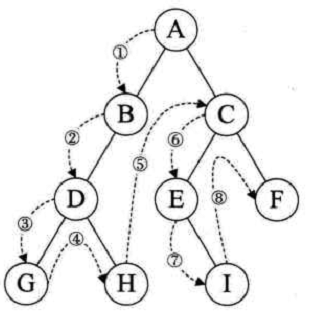 A
①
B
C
②
⑤
⑥
D
E
F
③
④
⑧
⑦
G
H
I